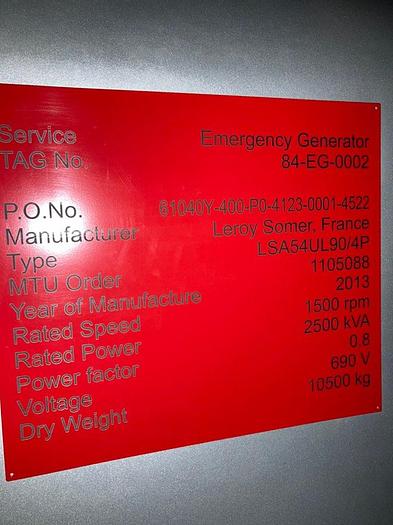 Service Emergency Generator
TAG No. 84-EG-0002
P.O.No. 61040Y-400-P0-4123-0001-4522
Manufacturer Leroy Somer, France
Type LSA54UL90/4P
MTU Order 1105088
Year of Manufacture 2013
Rated Speed 1500 rpm
Rated Power 2500 kVA
Power factor 0.8
Voltage 690 V
Dry Weight 10500 kg